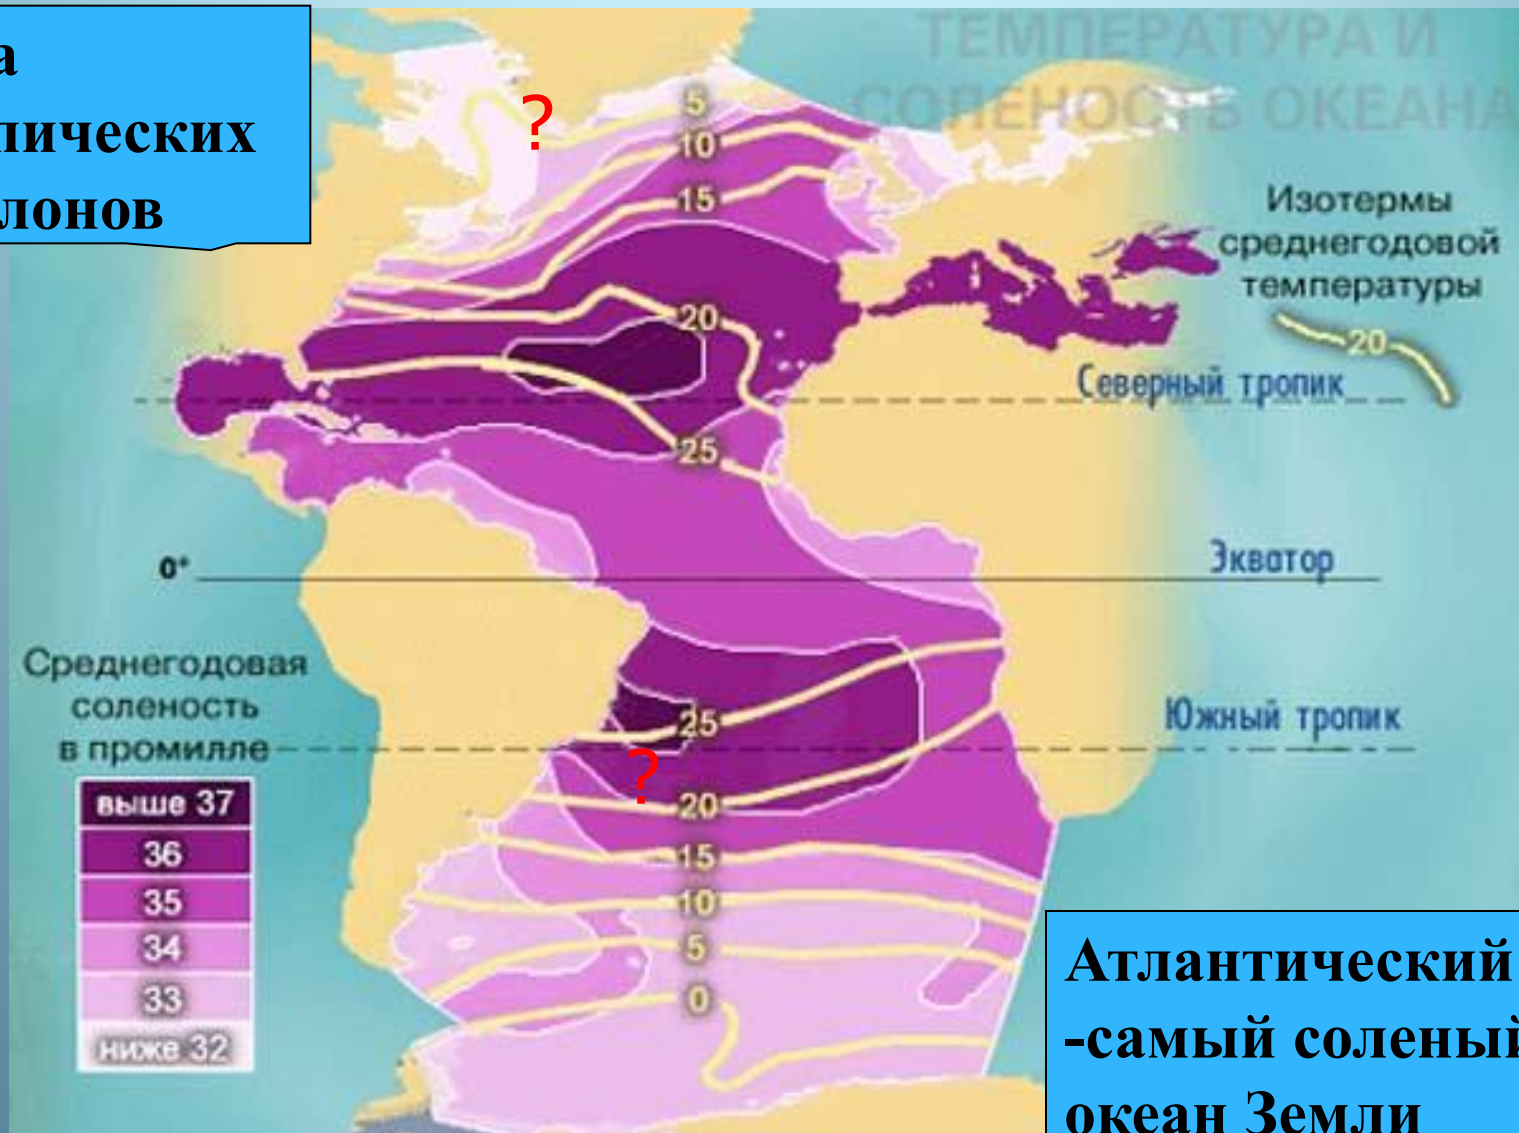 а
пических
лонов
ТЕМПЕРАТУРА И
СОЛЕНОСТЬ ОКЕАНА
?
5
10
15
Изотермы
среднегодовой
температуры
20
20
Северный тропик
25
0°
Экватор
Среднегодовая
соленость
в промилле
25
Южный тропик
?
выше 37
36
35
34
33
ниже 32
20
15
10
5
0
Атлантический
-самый соленый
океан Земли